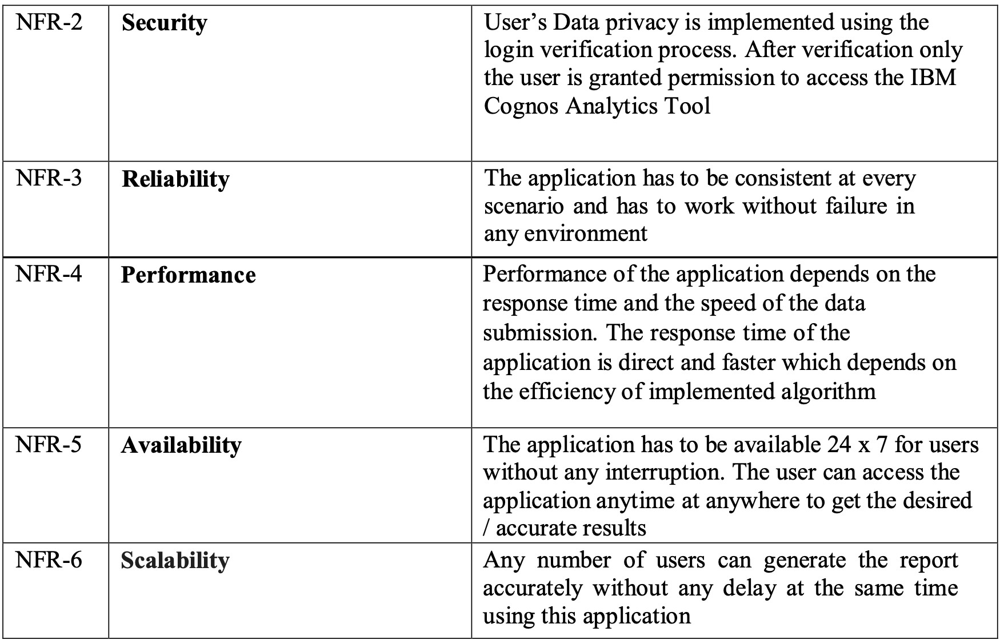 NFR-2 Security User’s Data privacy is implemented using the
login verification process. After verification only
the user is granted permission to access the IBM
Cognos Analytics Tool
NFR-3 Reliability The application has to be consistent at every
scenario and has to work without failure in
any environment
NFR-4 Performance Performance of the application depends on the
response time and the speed of the data
submission. The response time of the
application is direct and faster which depends on
the efficiency of implemented algorithm
NFR-5 Availability The application has to be available 24 x 7 for users
without any interruption. The user can access the
application anytime at anywhere to get the desired
/ accurate results
NFR-6 Scalability Any number of users can generate the report
accurately without any delay at the same time
using this application